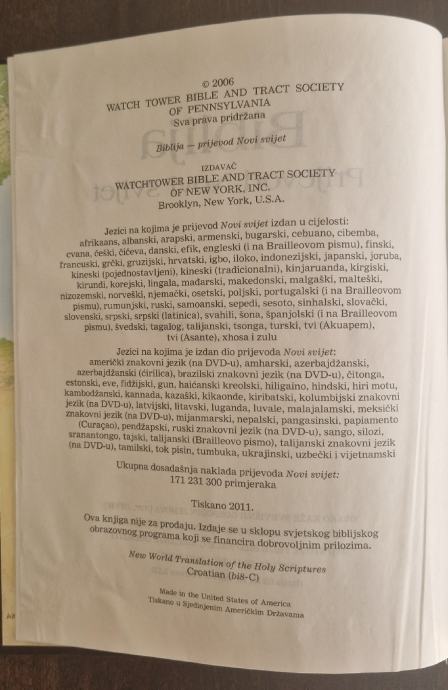 © 2006
WATCH TOWER BIBLE AND TRACT SOCIETY
OF PENNSYLVANIA
Sva prava pridržana
Biblija — prijevod Novi svijet
IZDAVAČ
WATCHTOWER BIBLE AND TRACT SOCIETY
OF NEW YORK, INC.
Brooklyn, New York, U.S.A.
Jezici na kojima je prijevod Novi svijet izdan u cijelosti:
afrikaans, albanski, arapski, armenski, bugarski, cebuano, cibemba,
cvana, češki, čičeva, danski, efik, engleski (i na Brailleovom pismu), finski,
francuski, grčki, gruzijski, hrvatski, igbo, iloko, indonezijski, japanski, joruba,
kineski (pojednostavljeni), kineski (tradicionalni), kinjaruanda, kirgiski,
kirundi, korejski, lingala, mađarski, makedonski, malgaški, malteški,
nizozemski, norveški, njemački, osetski, poljski, portugalski (i na Brailleovom
pismu), rumunjski, ruski, samoanski, sepedi, sesoto, sinhalski, slovački,
slovenski, srpski, srpski (latinica), svahili, šona, španjolski (i na Brailleovom
pismu), švedski, tagalog, talijanski, tsonga, turski, tvi (Akuapem),
tvi (Asante), xhosa i zulu
Jezici na kojima je izdan dio prijevoda Novi svijet:
američki znakovni jezik (na DVD-u), amharski, azerbajdžanski,
azerbajdžanski (ćirilica), brazilski znakovni jezik (na DVD-u), čitonga,
estonski, eve, fidžijski, gun, haićanski kreolski, hiligaino, hindski, hiri motu,
kambodžanski, kannada, kazaški, kikaonde, kiribatski, kolumbijski znakovni
jezik (na DVD-u), latvijski, litavski, luganda, luvale, malajalamski, meksički
znakovni jezik (na DVD-u), mijanmarski, nepalski, pangasinski, papiamento
(Curaçao), pendžapski, ruski znakovni jezik (na DVD-u), sango, silozi,
sranantongo, tajski, talijanski (Brailleovo pismo), talijanski znakovni jezik
(na DVD-u), tamilski, tok pisin, tumbuka, ukrajinski, uzbečki i vijetnamski
Ukupna dosadašnja naklada prijevoda Novi svijet:
171 231 300 primjeraka
Tiskano 2011.
Ova knjiga nije za prodaju. Izdaje se u sklopu svjetskog biblijskog
obrazovnog programa koji se financira dobrovoljnim prilozima.
New World Translation of the Holy Scriptures
Croatian (bi8-C)
Made in the United States of America
Tiskano u Sjedinjenim Američkim Državama